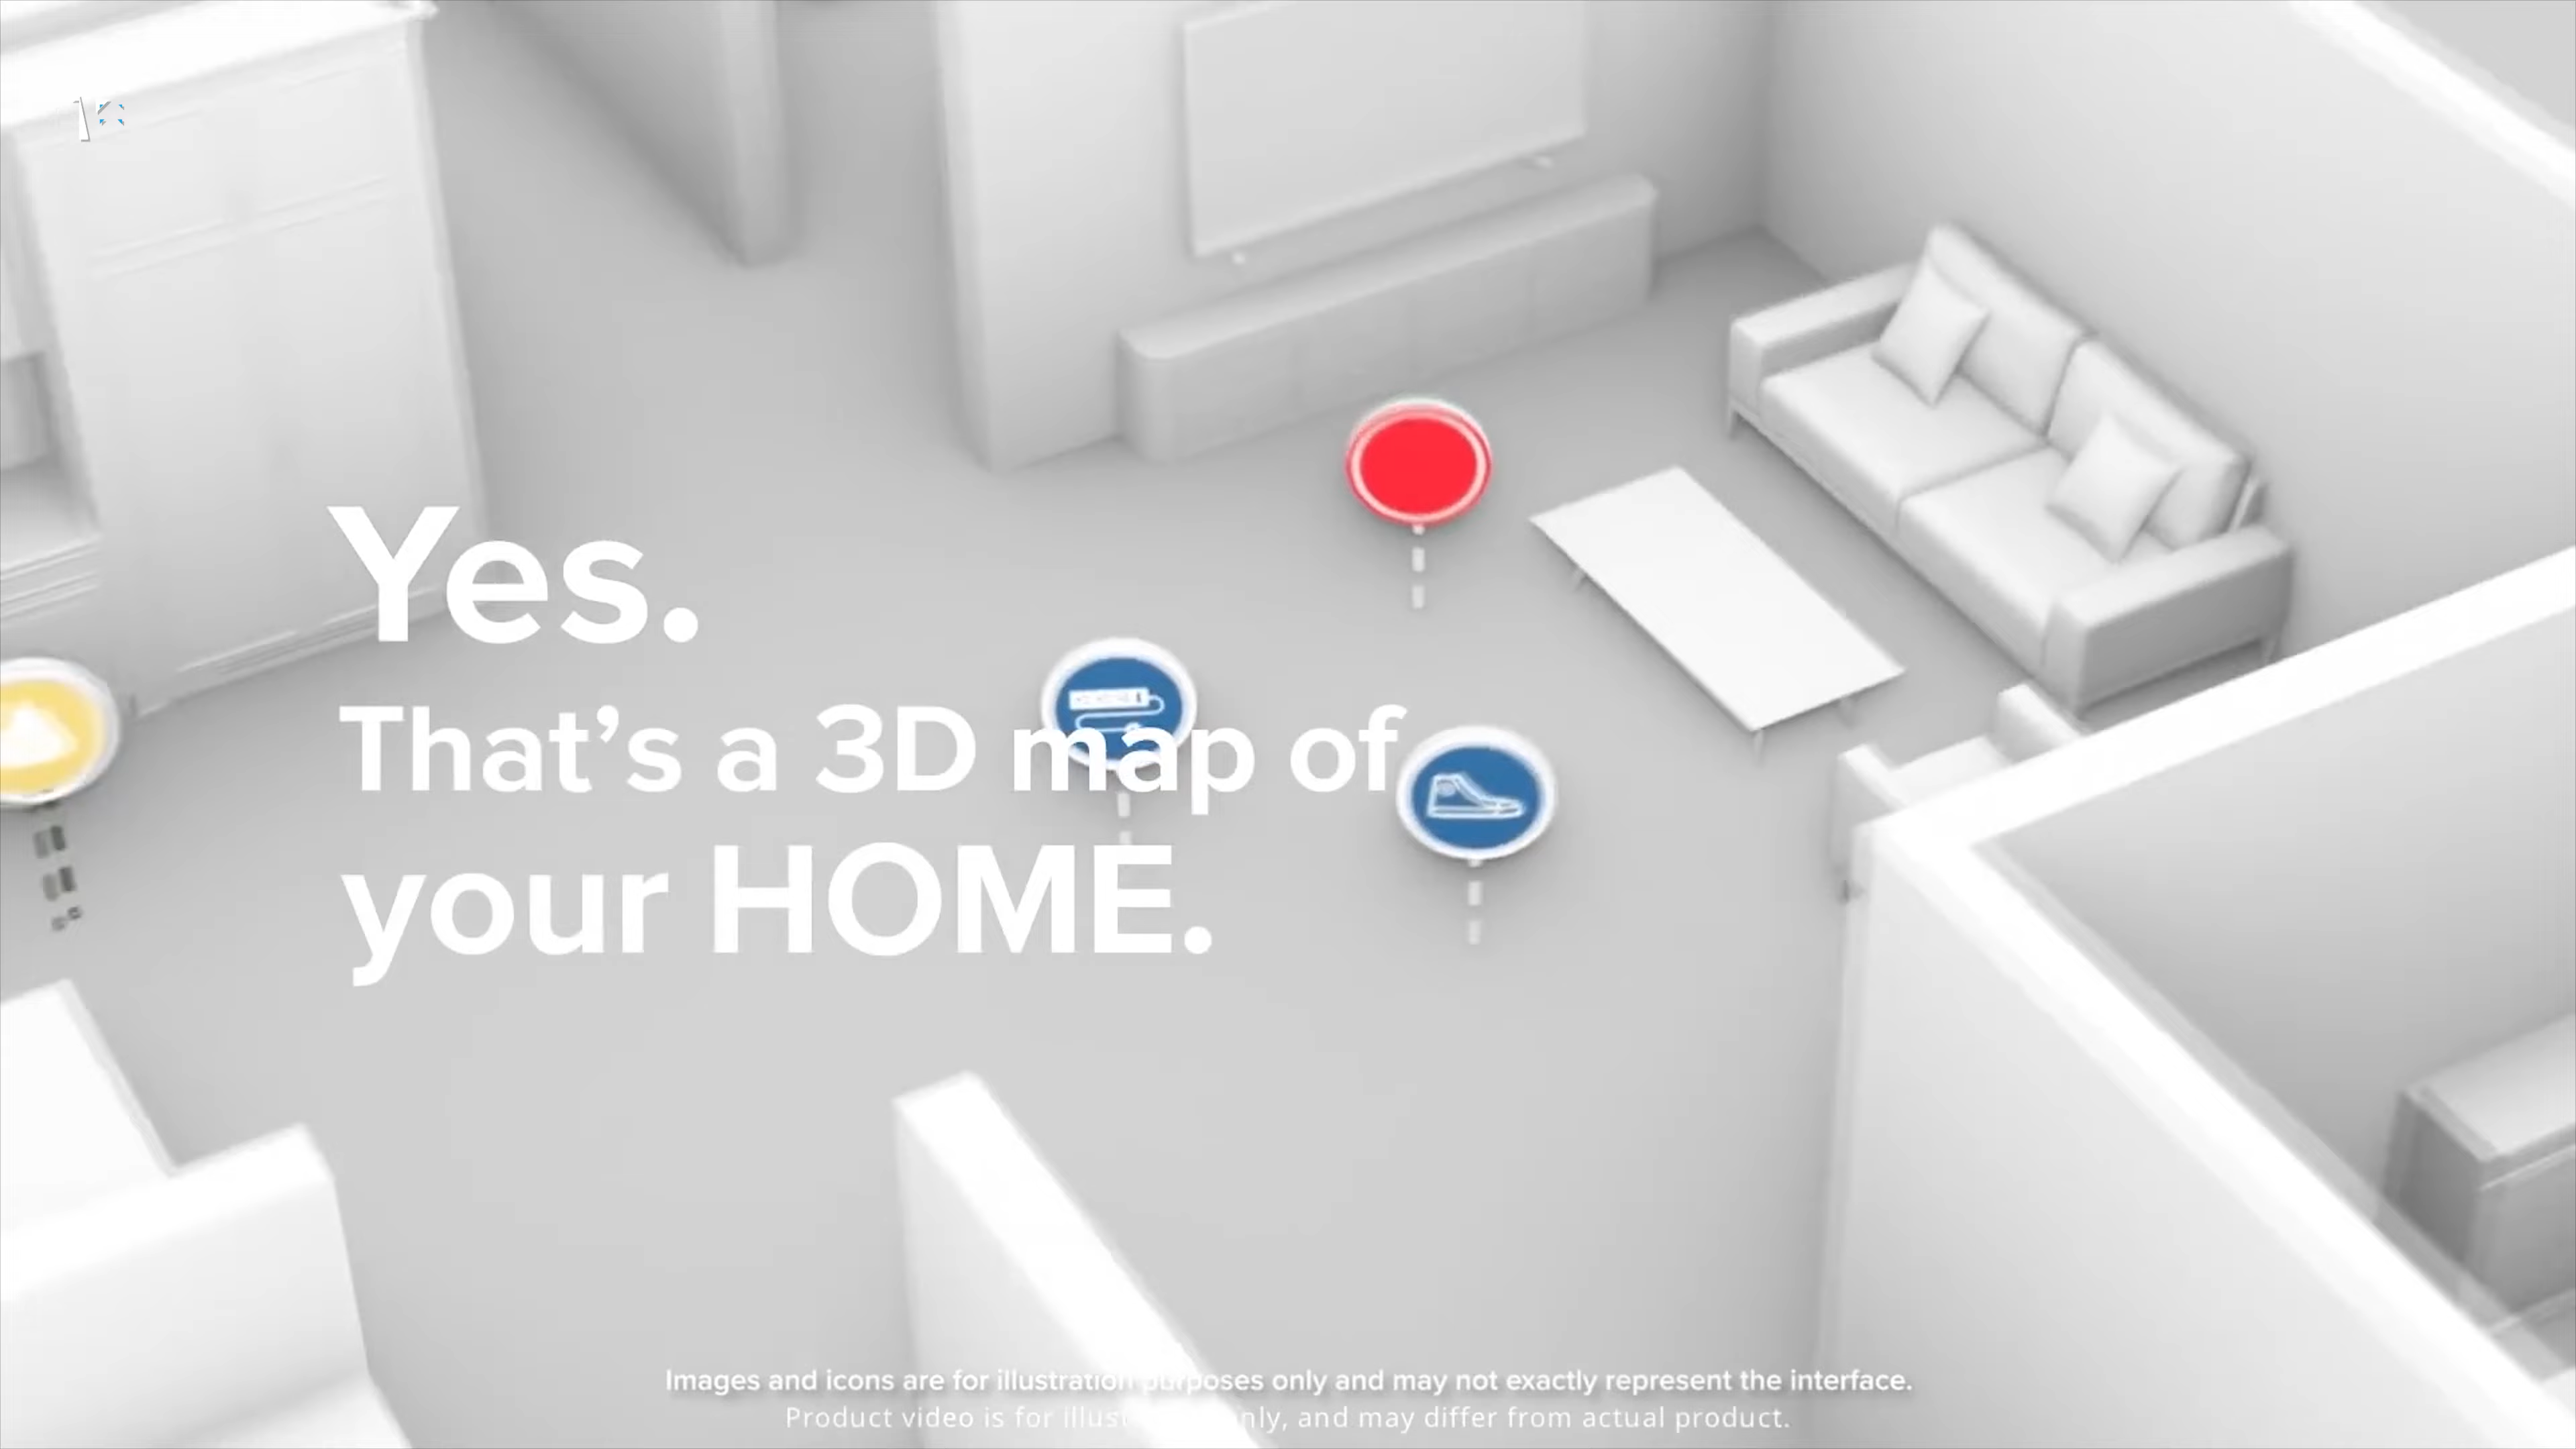 Yes.
That’s a 3D map of
your HOME.
Images and icons are for illustration purposes only and may not exactly represent the interface.
Product video is for only, and may differ from actual product.